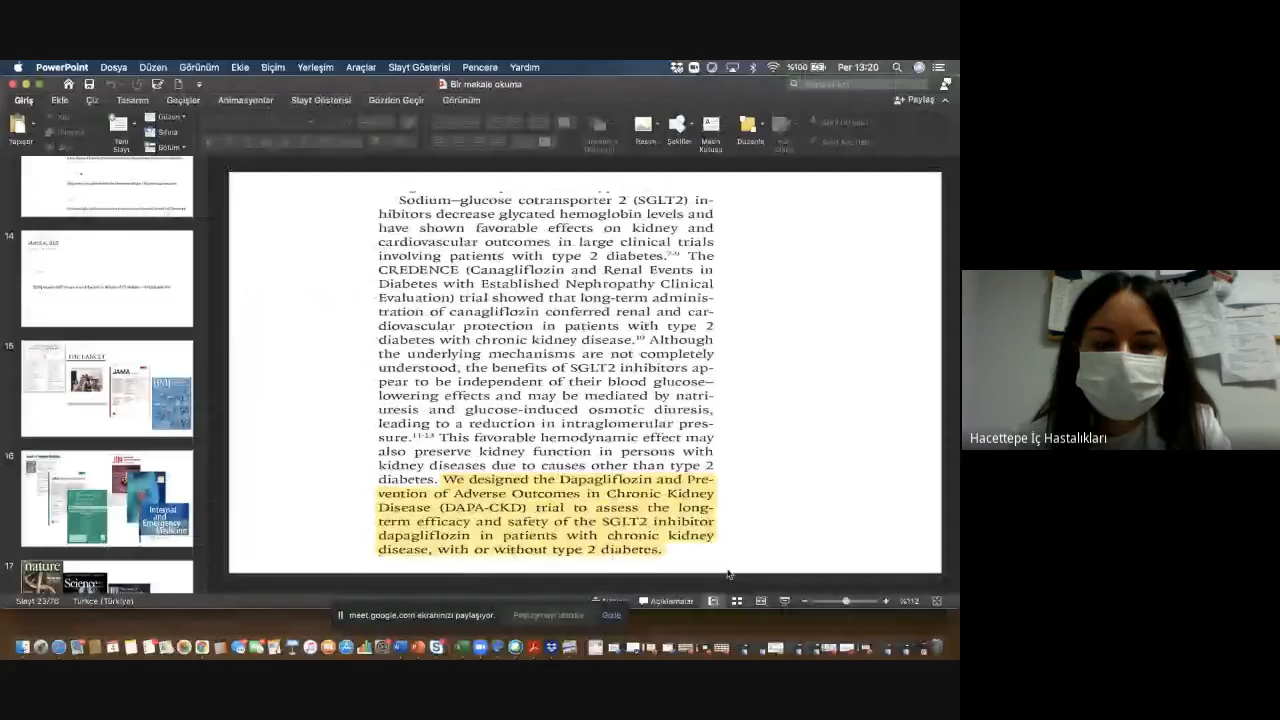 PowerPoint Dosya Düzen Görünüm Ekle Biçim Yerleşim Araçlar Slayt Gösterisi Pencere Yardım
%100 Per 13:20
Bir makale okuma
Giriş Ekle Çiz Tasarım Geçişler Animasyonlar Slayt Gösterisi Gözden Geçir Görünüm Paylaş
Yapıştır
Yeni Slayt
Düzen
Sıfırla
Bölüm
Resim Şekiller Metin Kutusu Düzenle
14
15
THE LANCET
JAMA
BMJ
16
Internal and Emergency Medicine
17
nature
Science
Sodium–glucose cotransporter 2 (SGLT2) in-
hibitors decrease glycated hemoglobin levels and
have shown favorable effects on kidney and
cardiovascular outcomes in large clinical trials
involving patients with type 2 diabetes.7-9 The
CREDENCE (Canagliflozin and Renal Events in
Diabetes with Established Nephropathy Clinical
Evaluation) trial showed that long-term adminis-
tration of canagliflozin conferred renal and car-
diovascular protection in patients with type 2
diabetes with chronic kidney disease.10 Although
the underlying mechanisms are not completely
understood, the benefits of SGLT2 inhibitors ap-
pear to be independent of their blood glucose–
lowering effects and may be mediated by natri-
uresis and glucose-induced osmotic diuresis,
leading to a reduction in intraglomerular pres-
sure.11-13 This favorable hemodynamic effect may
also preserve kidney function in persons with
kidney diseases due to causes other than type 2
diabetes. We designed the Dapagliflozin and Pre-
vention of Adverse Outcomes in Chronic Kidney
Disease (DAPA-CKD) trial to assess the long-
term efficacy and safety of the SGLT2 inhibitor
dapagliflozin in patients with chronic kidney
disease, with or without type 2 diabetes.
Slayt 23/76 Türkçe (Türkiye) Açıklamalar %112
meet.google.com ekranınızı paylaşıyor. Paylaşmayı durdur Gizle
Hacettepe İç Hastalıkları